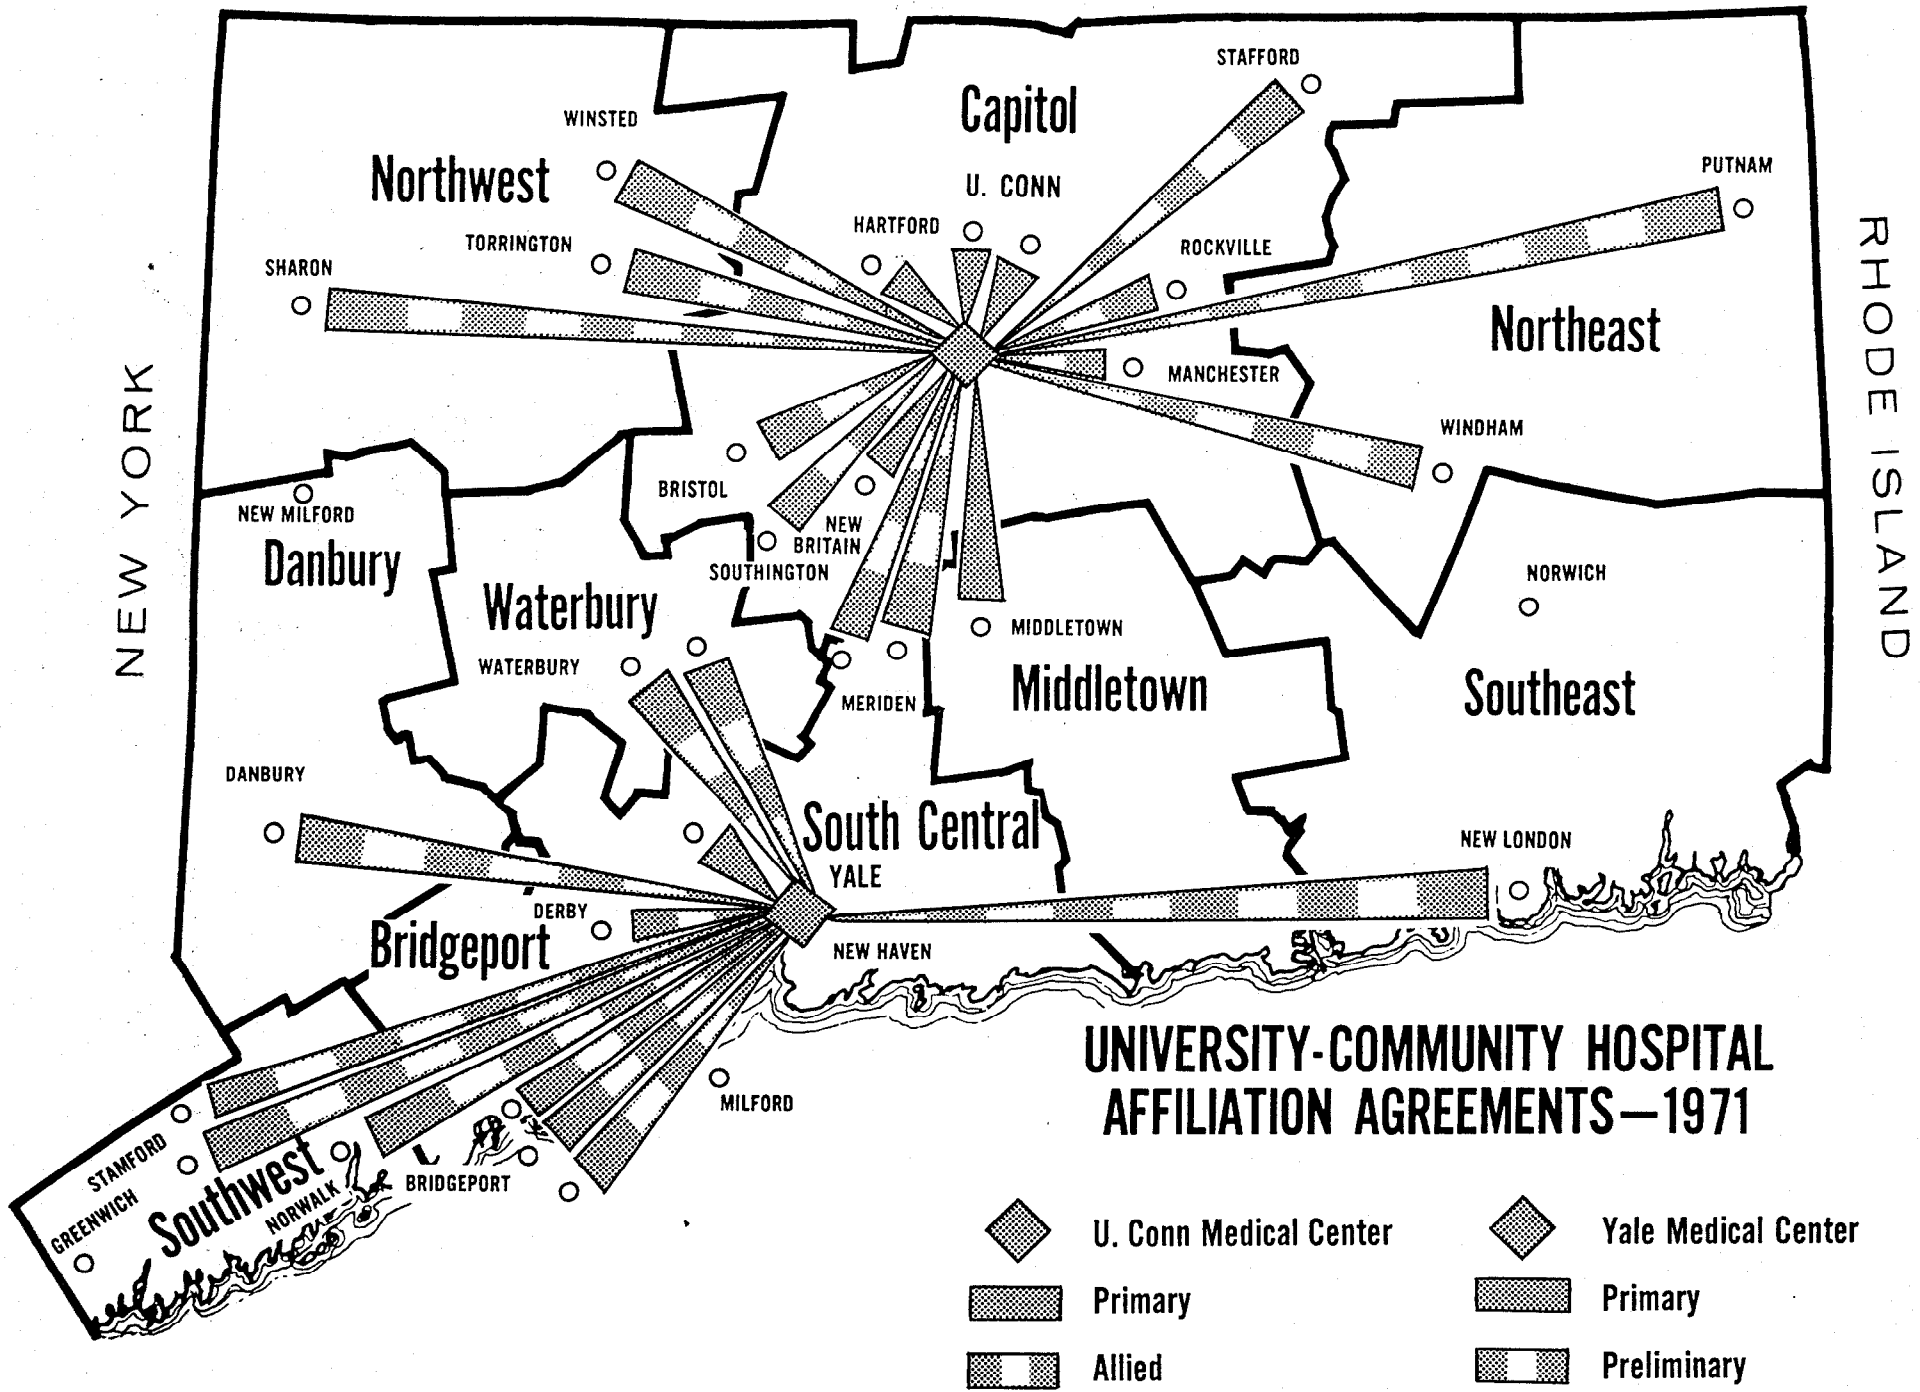 STAFFORD
Capitol
WINSTED
PUTNAM
Northwest
U. CONN
HARTFORD
TORRINGTON
ROCKVILLE
SHARON
RHODE ISLAND
Northeast
NEW YORK
MANCHESTER
WINDHAM
BRISTOL
NEW MILFORD
NEW
BRITAIN
Danbury
SOUTHINGTON
NORWICH
Waterbury
MIDDLETOWN
WATERBURY
Middletown
Southeast
MERIDEN
DANBURY
South Central
NEW LONDON
YALE
DERBY
Bridgeport
NEW HAVEN
MILFORD
UNIVERSITY-COMMUNITY HOSPITAL
AFFILIATION AGREEMENTS—1971
STAMFORD
BRIDGEPORT
GREENWICH
Southwest
NORWALK
U. Conn Medical Center
Yale Medical Center
Primary
Primary
Allied
Preliminary